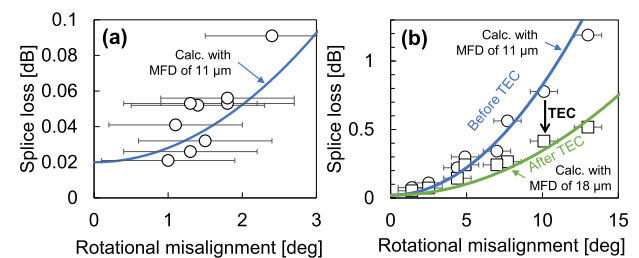 (a)
Calc. with
MFD of 11 µm
Splice loss [dB]
0.1
0.08
0.06
0.04
0.02
0
0
1
2
3
Rotational misalignment [deg]
(b)
Calc. with
MFD of 11 µm
Before TEC
TEC
After TEC
Calc. with
MFD of 18 µm
Splice loss [dB]
1
0.5
0
0
5
10
15
Rotational misalignment [deg]